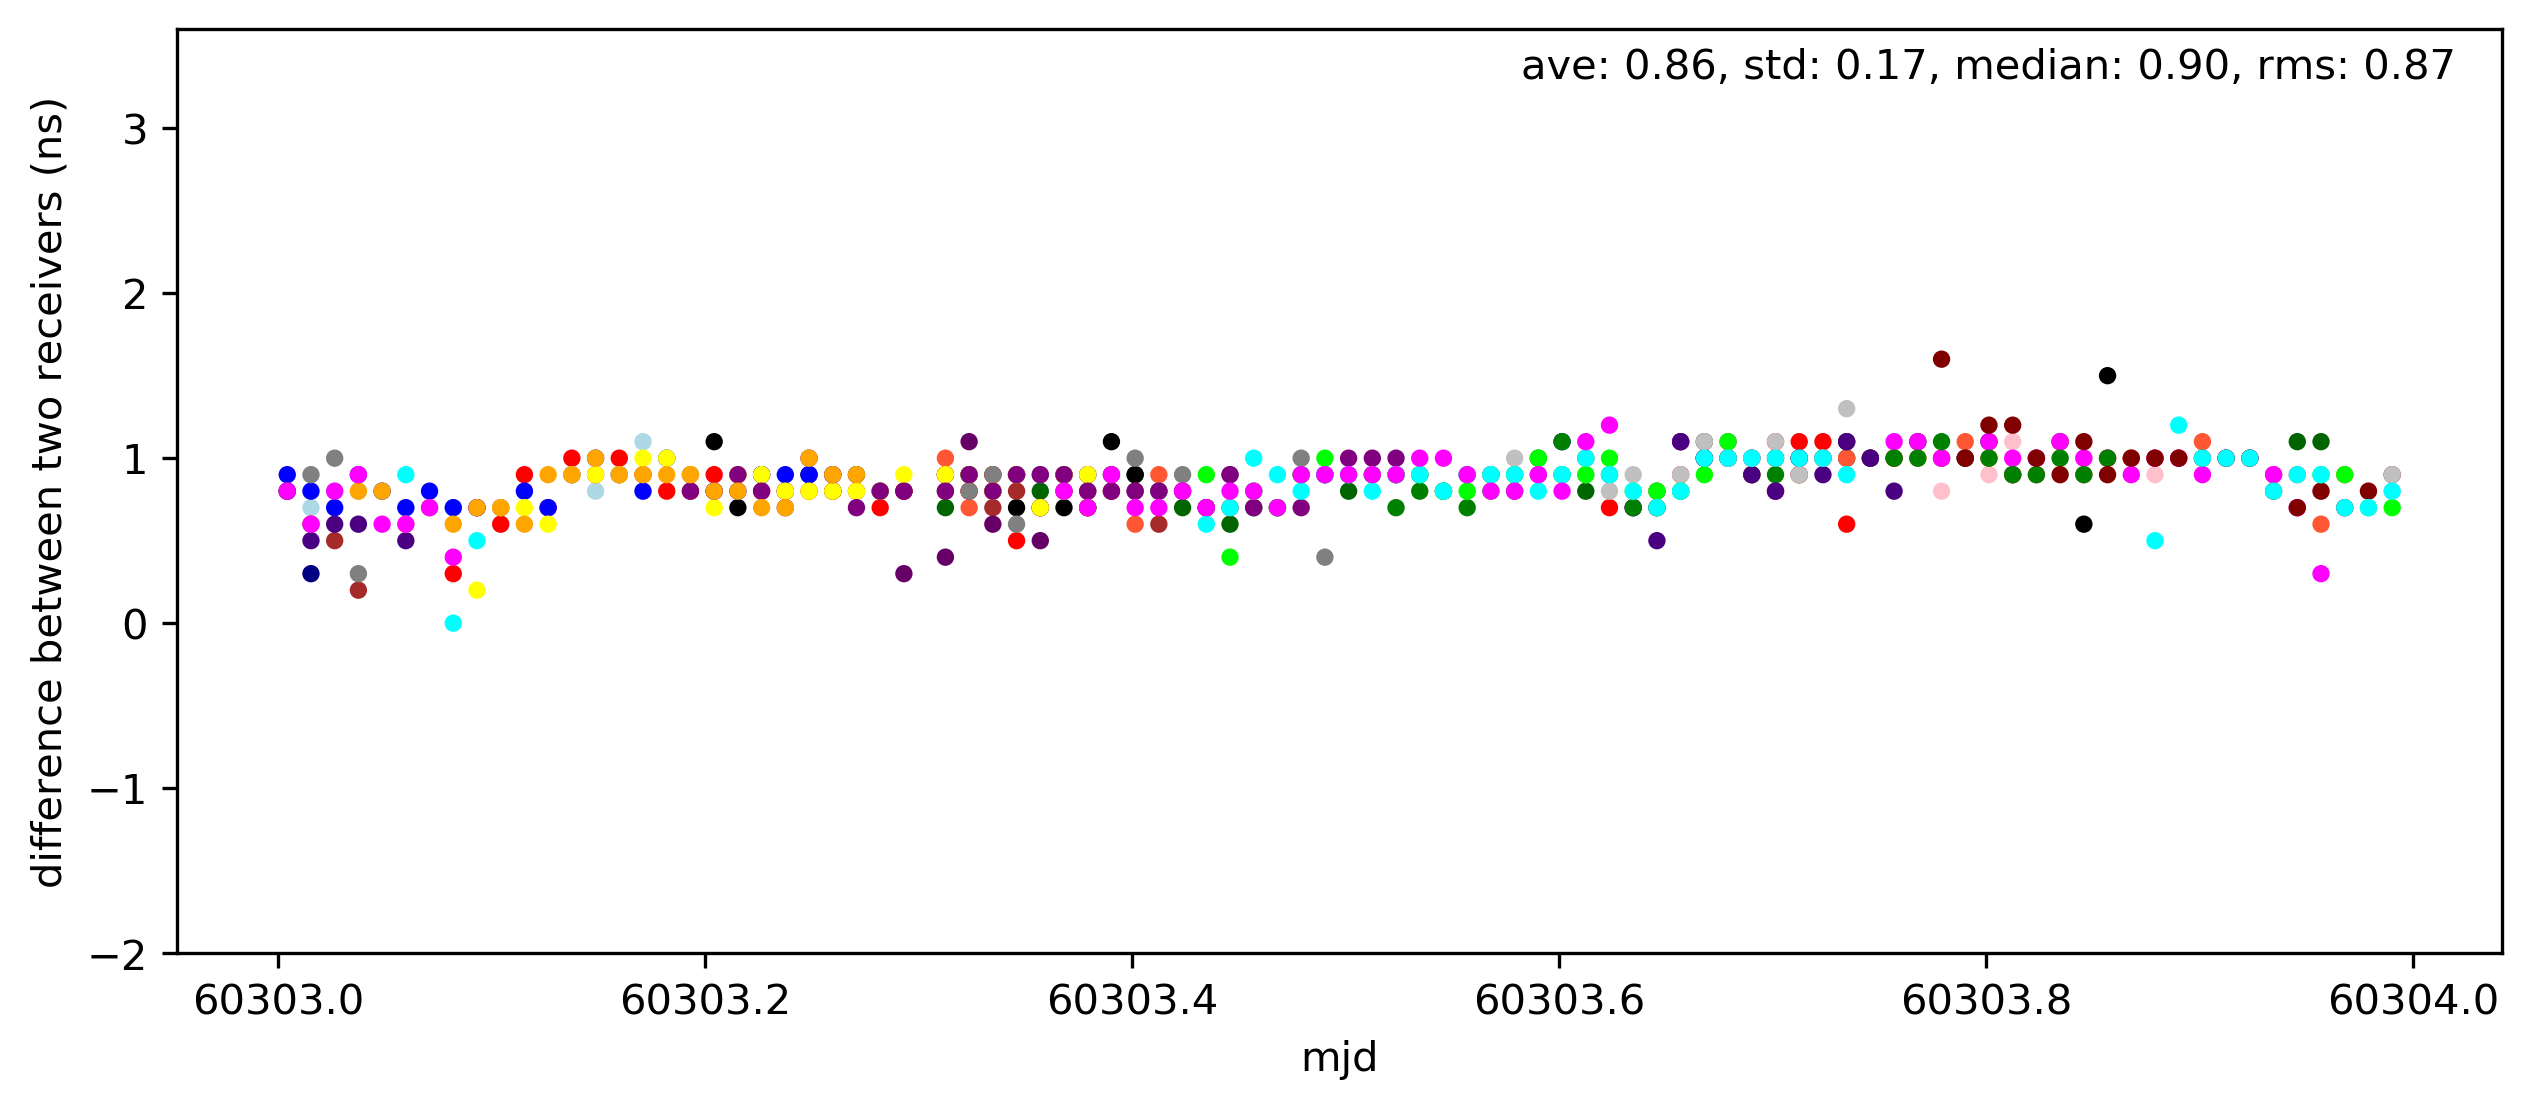 ave: 0.86, std: 0.17, median: 0.90, rms: 0.87
difference between two receivers (ns)
3
2
1
0
−1
−2
60303.0 60303.2 60303.4 60303.6 60303.8 60304.0
mjd